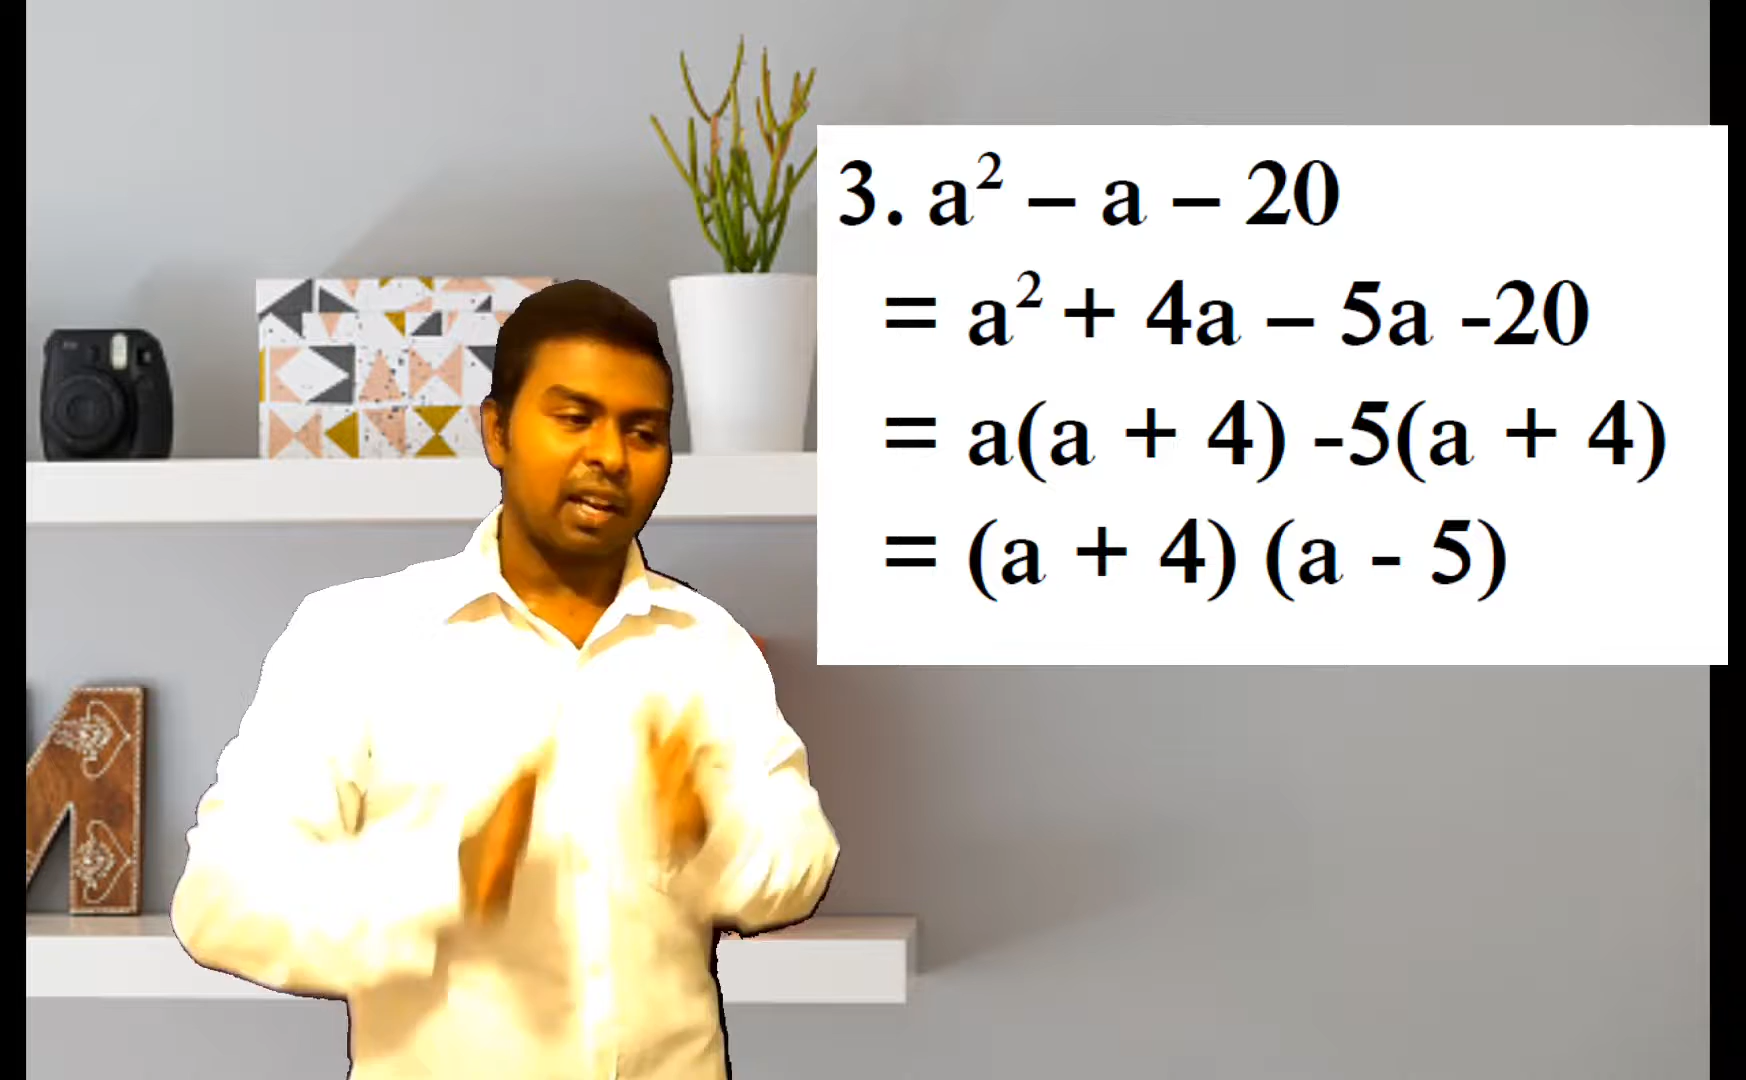 3. a² – a – 20
= a² + 4a – 5a -20
= a(a + 4) -5(a + 4)
= (a + 4) (a - 5)